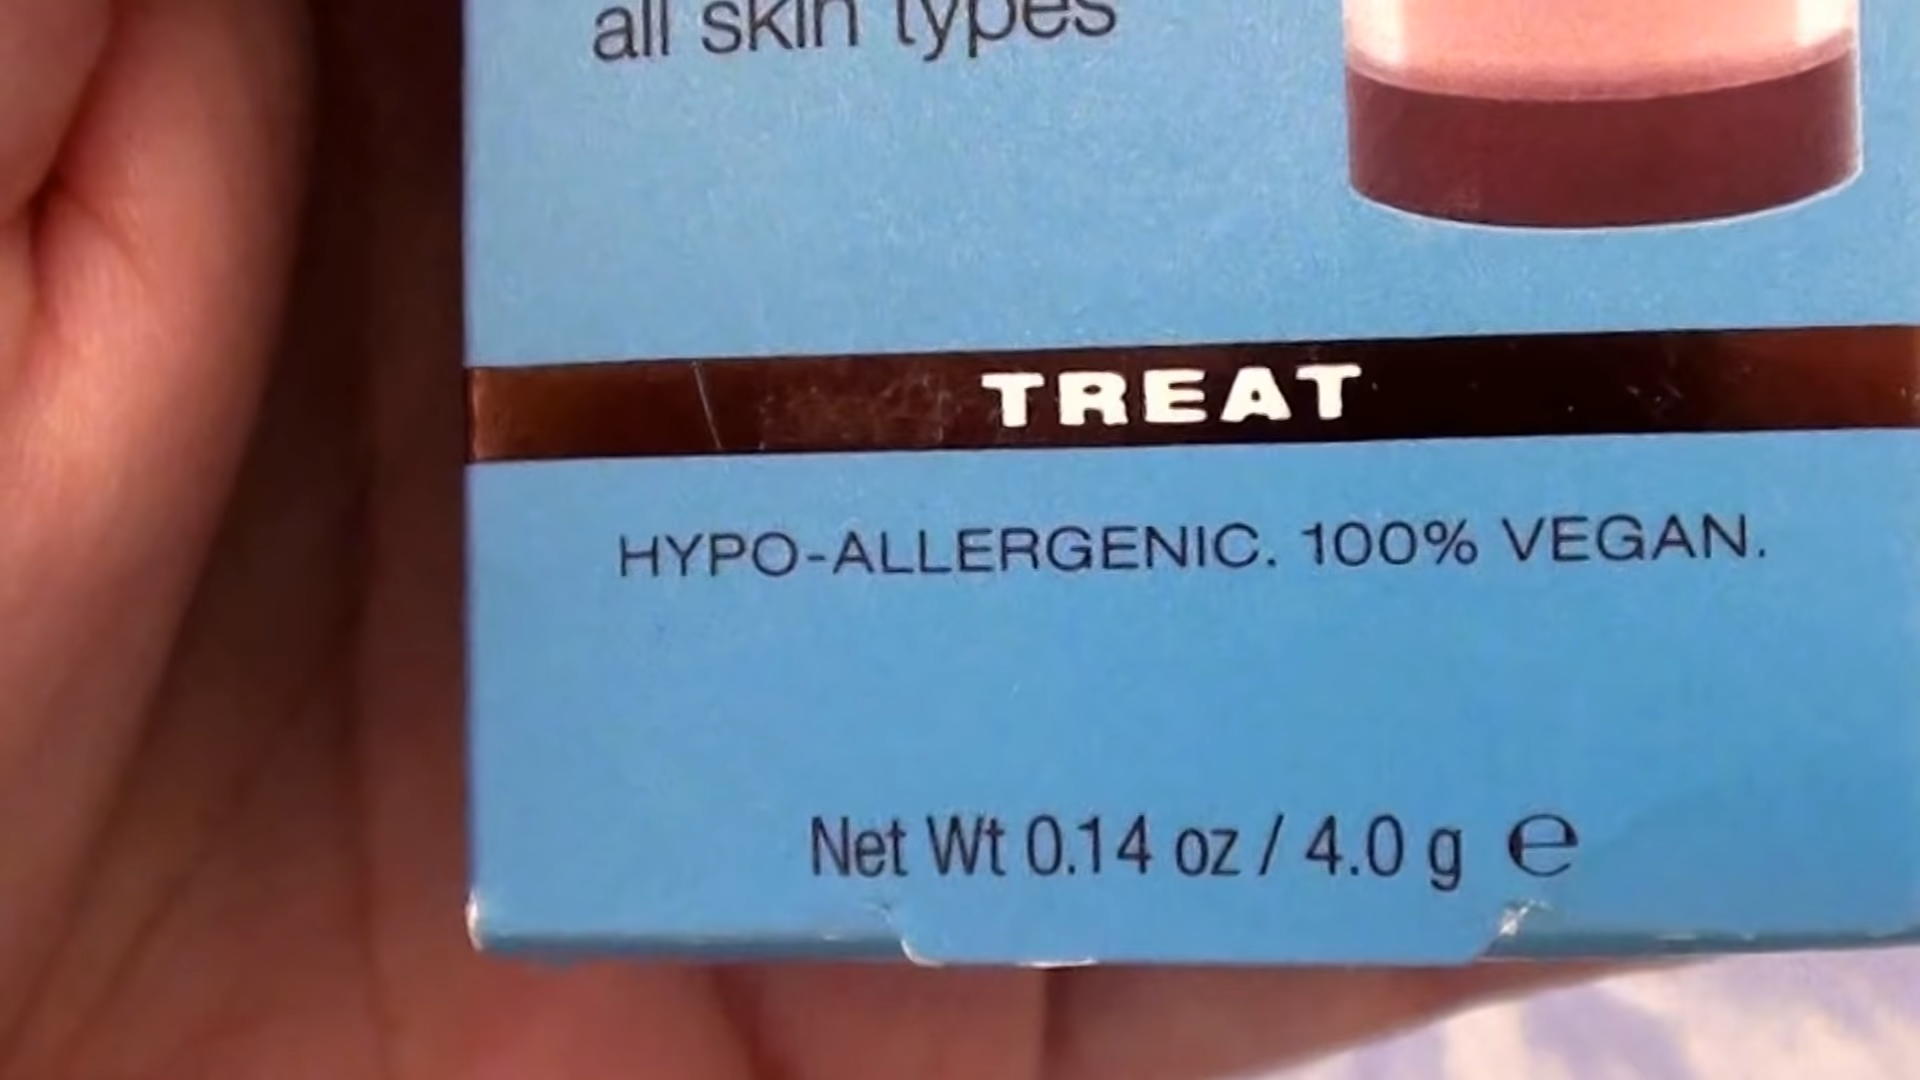 all skin types
TREAT
HYPO-ALLERGENIC. 100% VEGAN.
Net Wt 0.14 oz / 4.0 g ℮